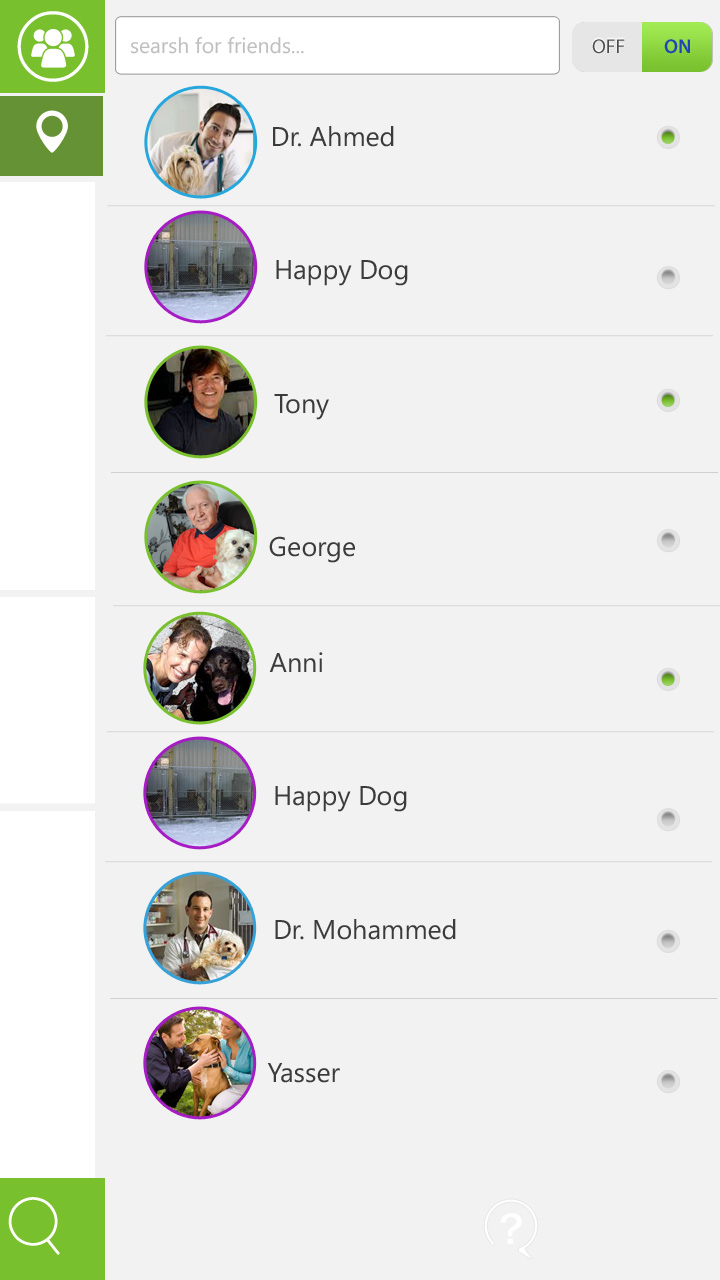 searsh for friends...
OFF
ON
Dr. Ahmed
Happy Dog
Tony
George
Anni
Happy Dog
Dr. Mohammed
Yasser
?